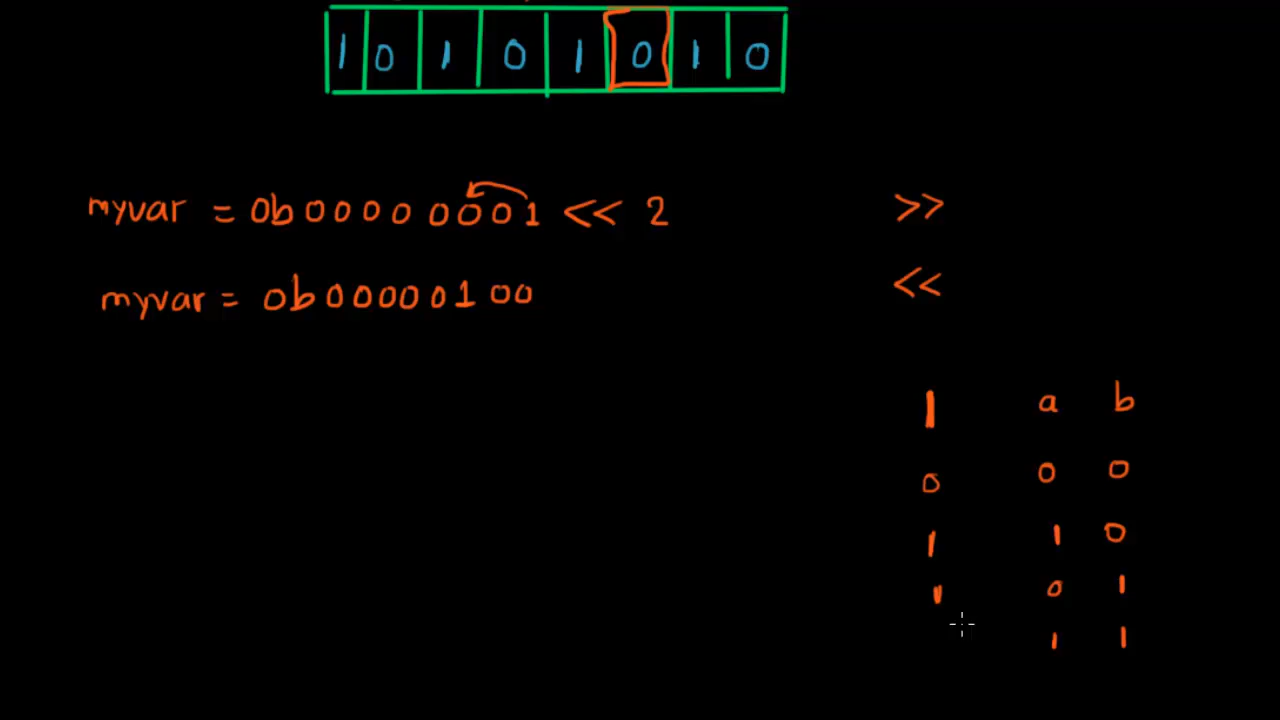 1 0 1 0 1 0 1 0
myvar = 0b00000001 << 2 >>
myvar = 0b00000100 <<
| a b
0 0 0
1 1 0
1 0 1
1 1